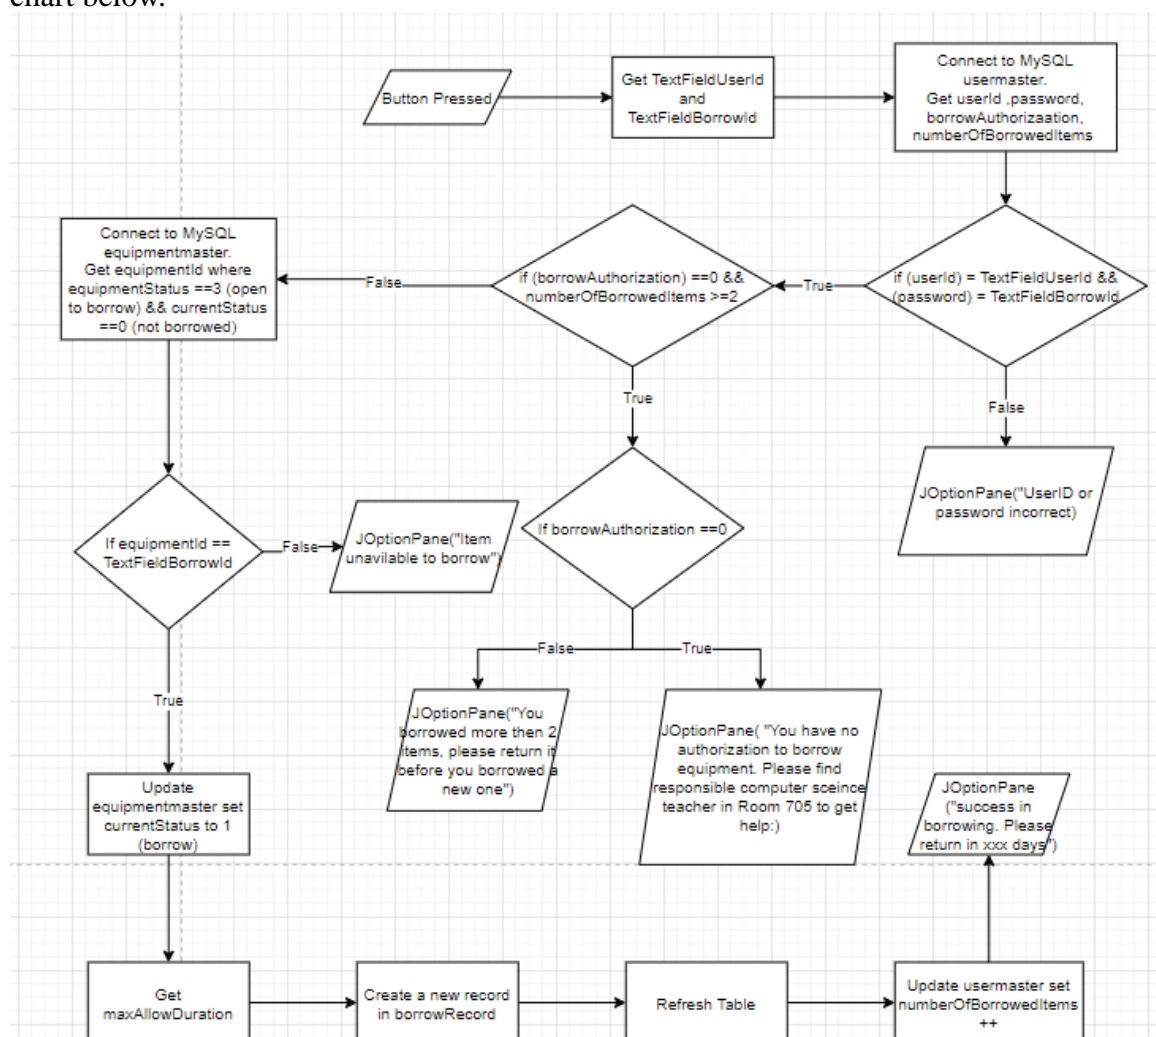 chart below.
Button Pressed
Get TextFieldUserId
and
TextFieldBorrowId
Connect to MySQL
usermaster.
Get userId ,password,
borrowAuthorizaation,
numberOfBorrowedItems
Connect to MySQL
equipmentmaster.
Get equipmentId where
equipmentStatus ==3 (open
to borrow) && currentStatus
==0 (not borrowed)
False
if (borrowAuthorization) ==0 &&
numberOfBorrowedItems >=2
True
if (userId) = TextFieldUserId &&
(password) = TextFieldBorrowId
True
False
If equipmentId ==
TextFieldBorrowId
False
JOptionPane("Item
unavilable to borrow")
If borrowAuthorization ==0
JOptionPane("UserID or
password incorrect)
False
True
True
JOptionPane("You
borrowed more then 2
items, please return it
before you borrowed a
new one")
JOptionPane( "You have no
authorization to borrow
equipment. Please find
responsible computer sceince
teacher in Room 705 to get
help:)
Update
equipmentmaster set
currentStatus to 1
(borrow)
JOptionPane
("success in
borrowing. Please
return in xxx days")
Get
maxAllowDuration
Create a new record
in borrowRecord
Refresh Table
Update usermaster set
numberOfBorrowedItems
++